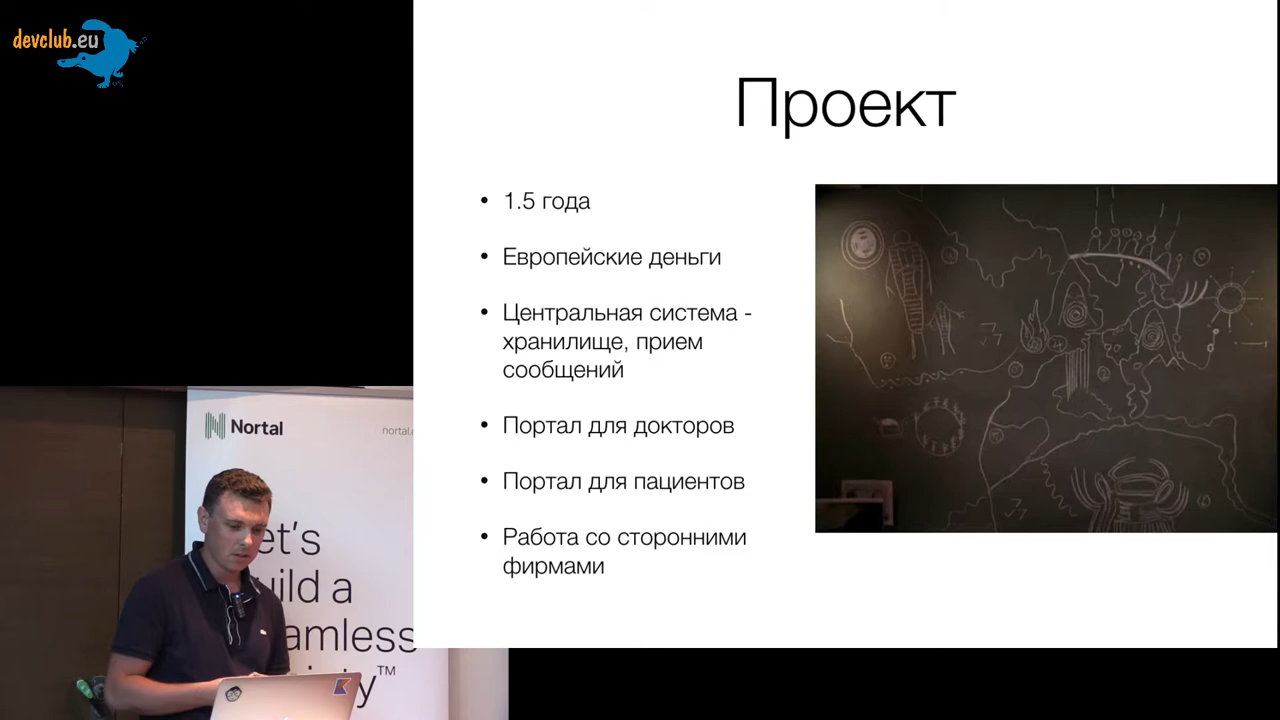 devclub.eu
Проект
• 1.5 года
• Европейские деньги
• Центральная система -
хранилище, прием
сообщений
• Портал для докторов
• Портал для пациентов
• Работа со сторонними
фирмами
Nortal
nortal
et's
uild a
amless
™